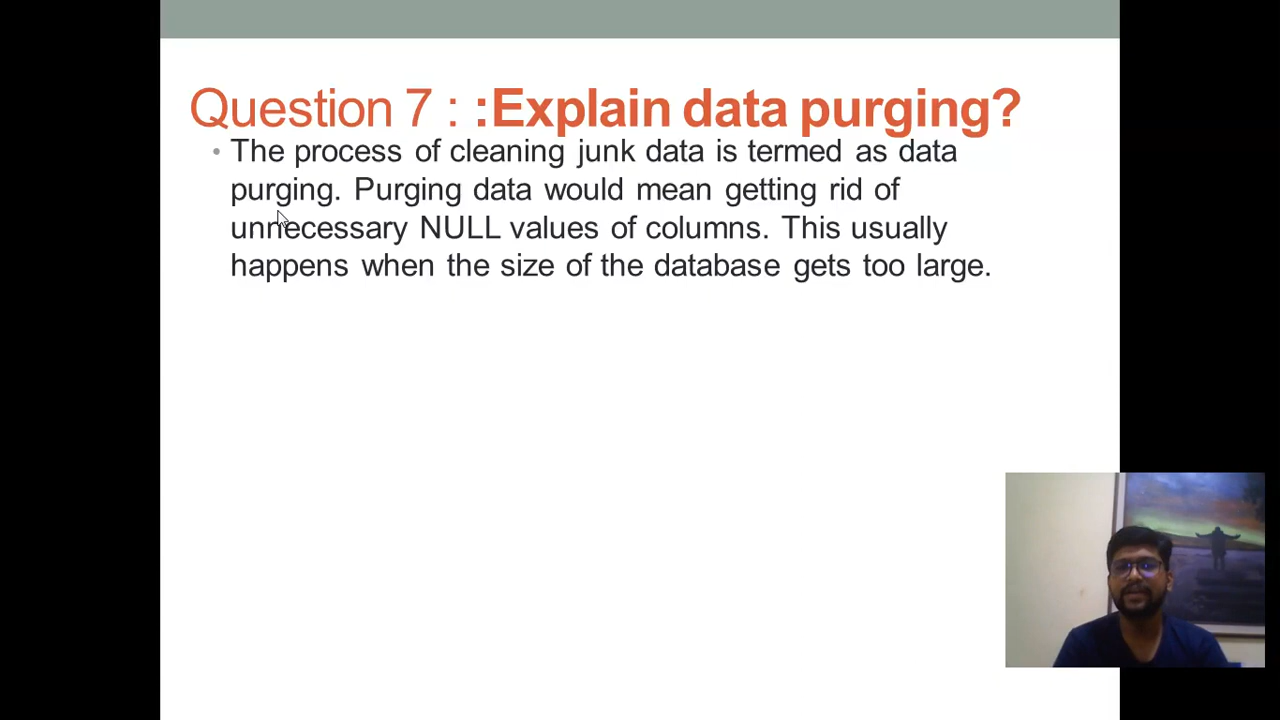 Question 7 : :Explain data purging?
• The process of cleaning junk data is termed as data
purging. Purging data would mean getting rid of
unnecessary NULL values of columns. This usually
happens when the size of the database gets too large.